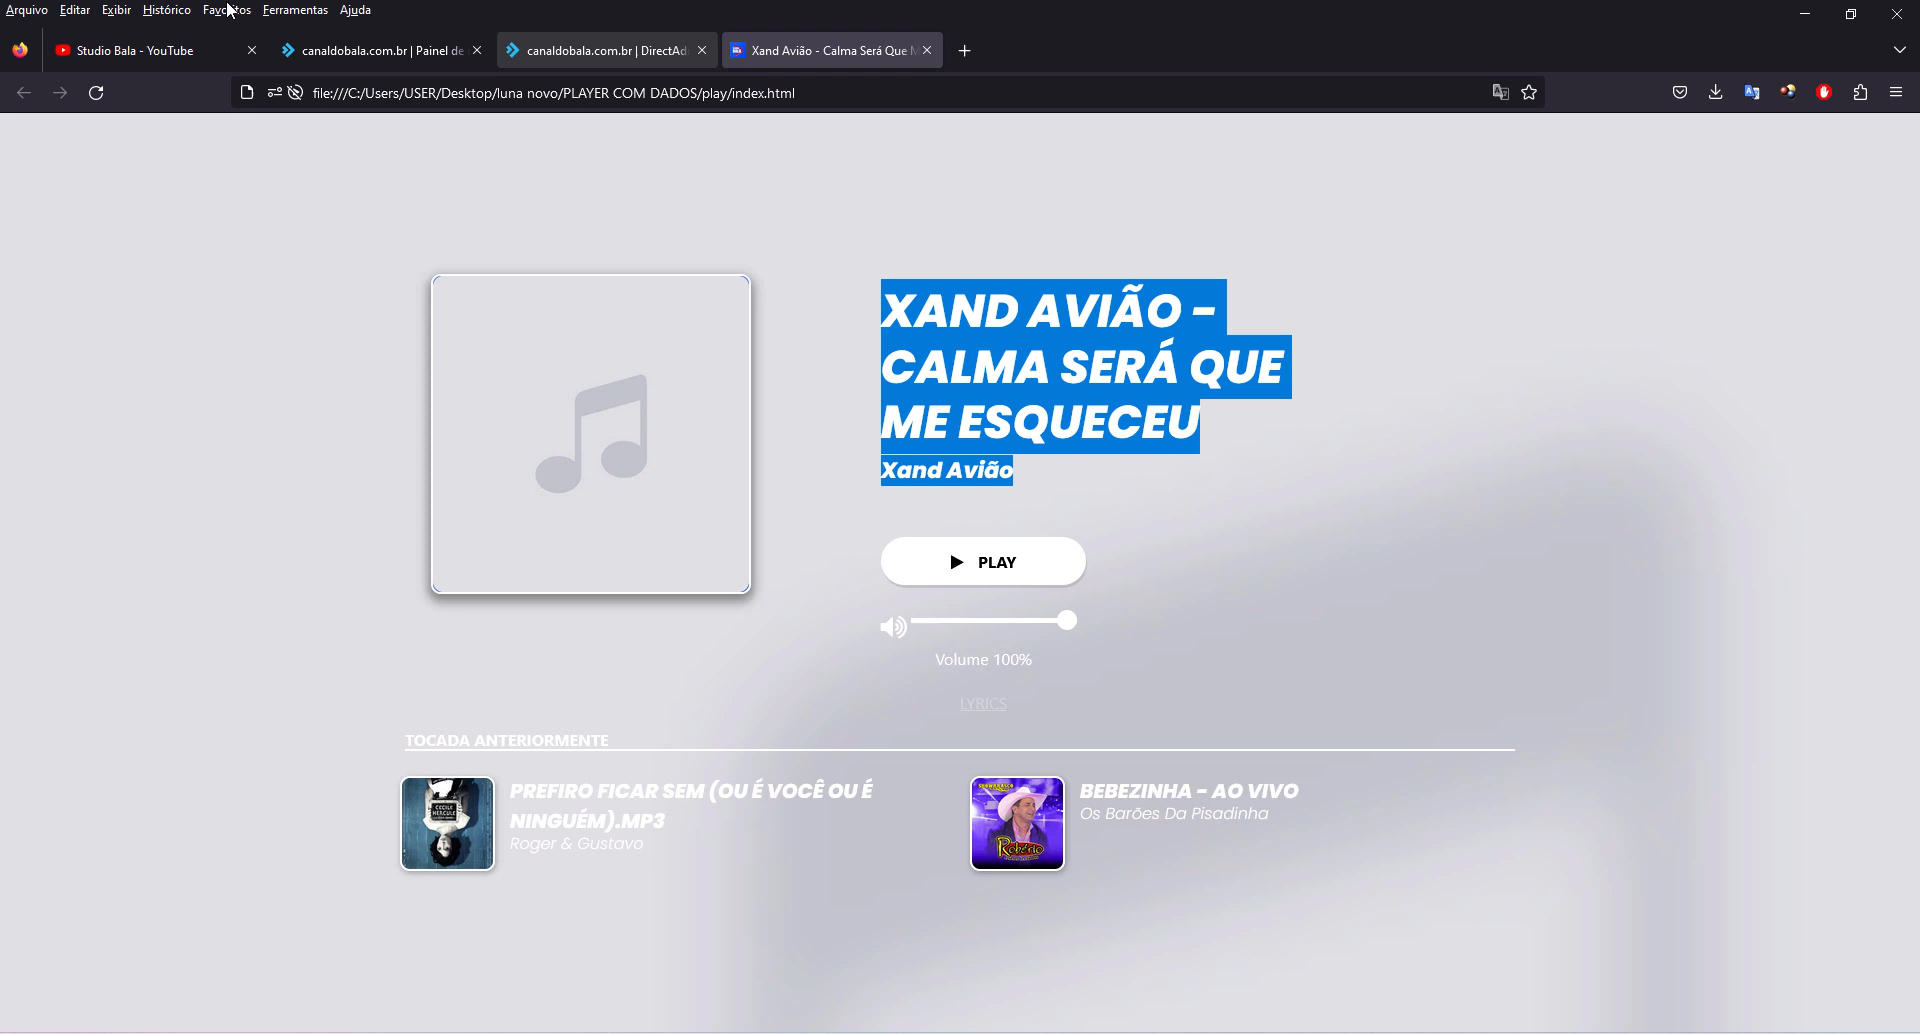 Arquivo Editar Exibir Histórico Favoritos Ferramentas Ajuda
Studio Bala - YouTube
canaldobala.com.br | Painel de
canaldobala.com.br | DirectAd
Xand Avião - Calma Será Que M
file:///C:/Users/USER/Desktop/luna novo/PLAYER COM DADOS/play/index.html
XAND AVIÃO -
CALMA SERÁ QUE
ME ESQUECEU
Xand Avião
PLAY
Volume 100%
LYRICS
TOCADA ANTERIORMENTE
CECILE
HERCULE
PREFIRO FICAR SEM (OU É VOCÊ OU É
NINGUÉM).MP3
Roger & Gustavo
Robério
BEBEZINHA - AO VIVO
Os Barões Da Pisadinha